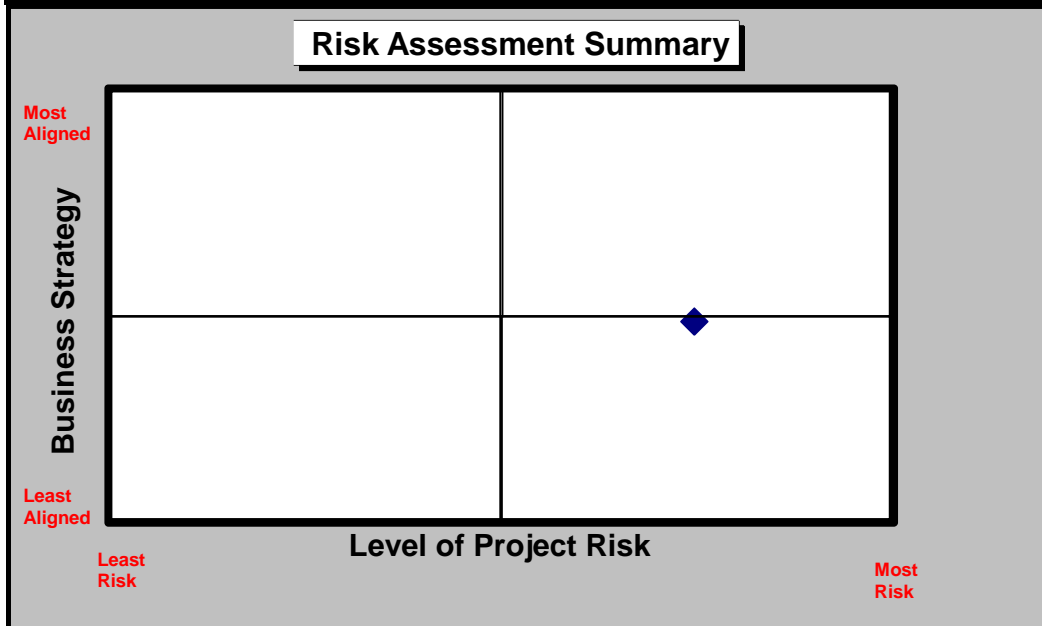 Risk Assessment Summary
Most
Aligned
Business Strategy
Least
Aligned
Level of Project Risk
Least
Risk
Most
Risk